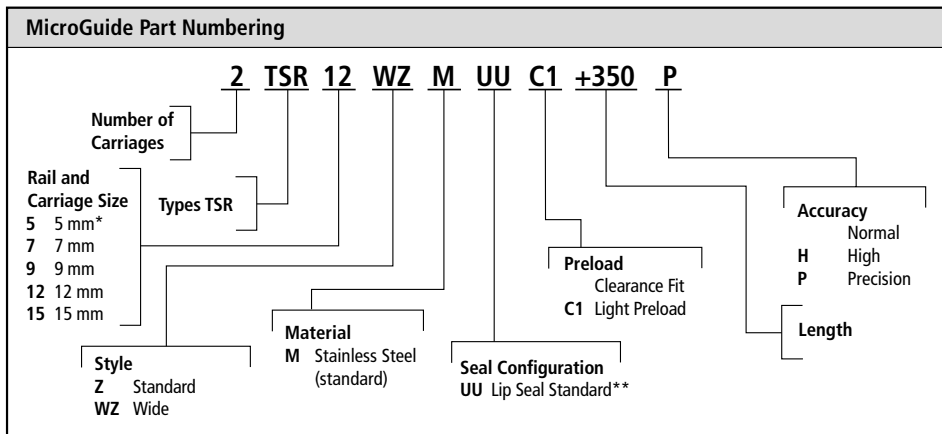 MicroGuide Part Numbering
2 TSR 12 WZ M UU C1 +350 P
Number of
Carriages
Rail and
Carriage Size
5 5 mm*
7 7 mm
9 9 mm
12 12 mm
15 15 mm
Types TSR
Style
Z Standard
WZ Wide
Material
M Stainless Steel
(standard)
Seal Configuration
UU Lip Seal Standard**
Preload
Clearance Fit
C1 Light Preload
Length
Accuracy
Normal
H High
P Precision